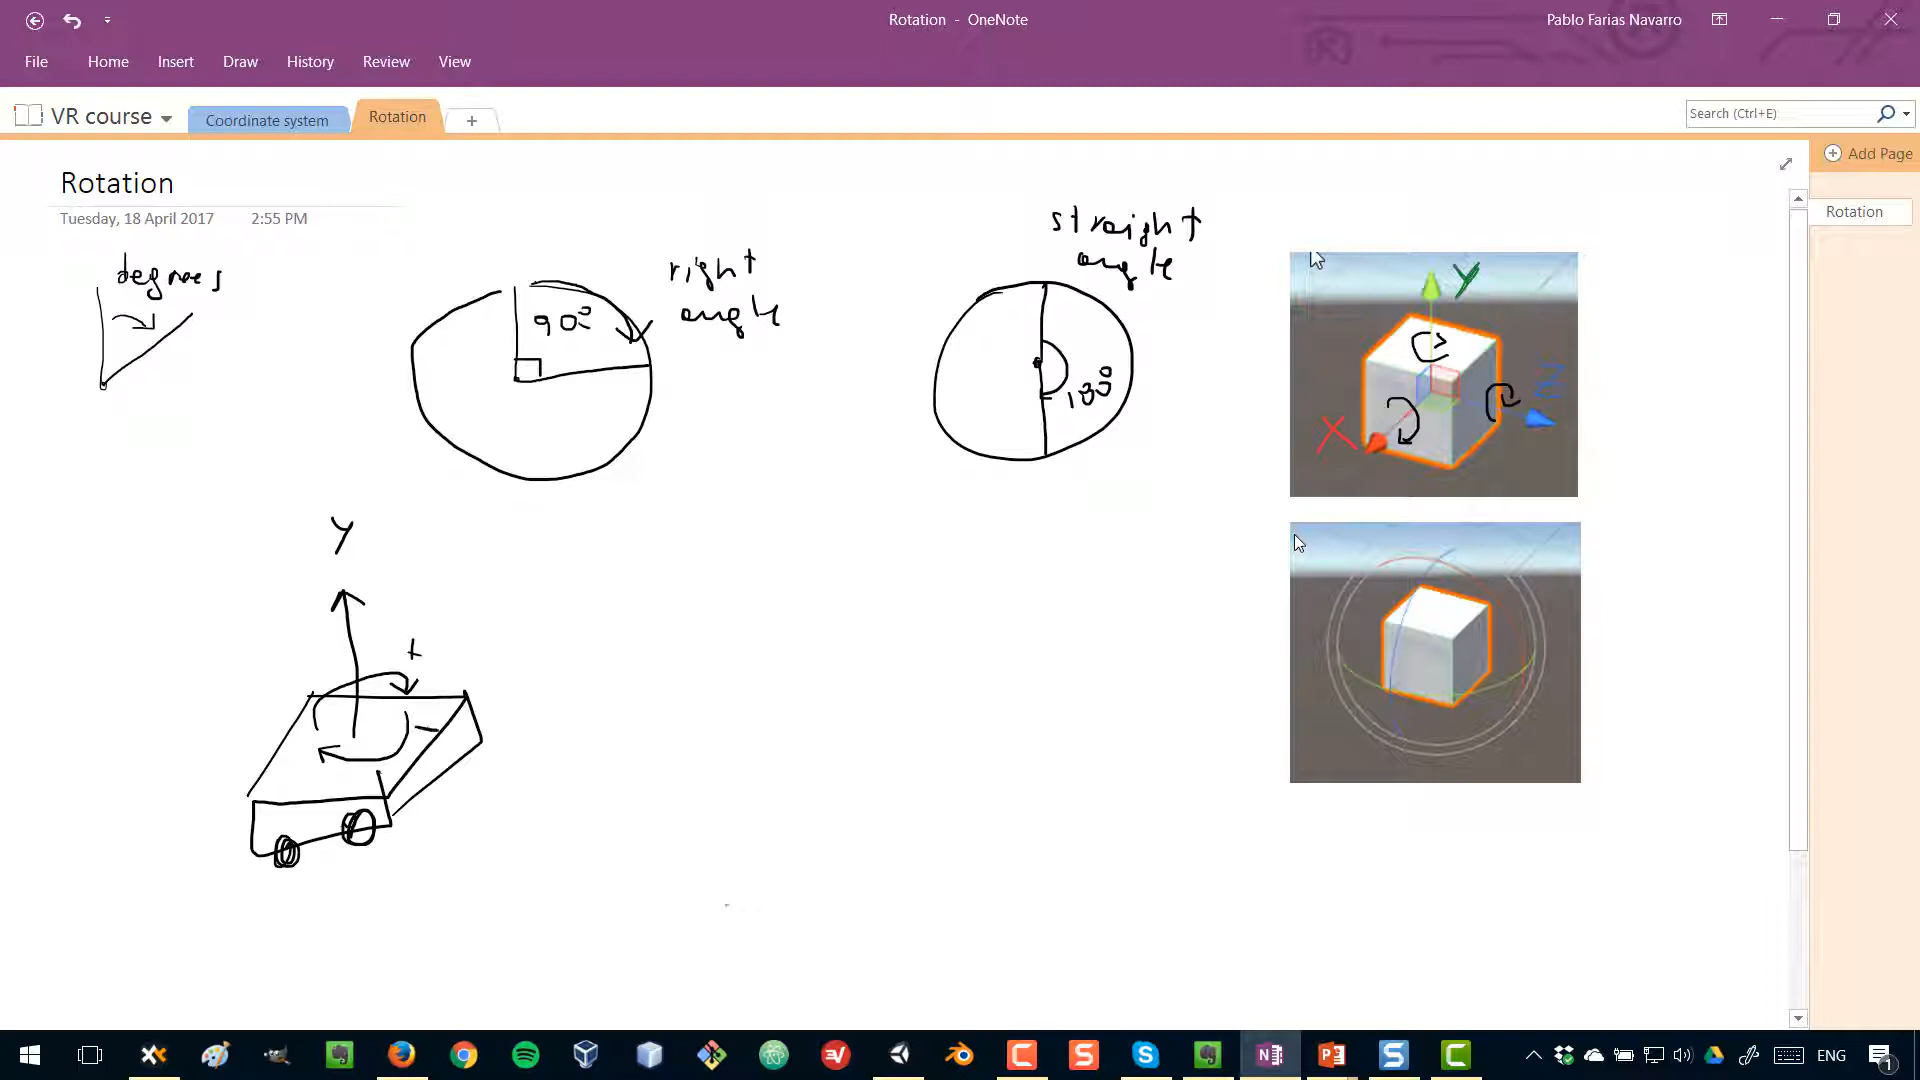 Rotation - OneNote
Pablo Farias Navarro
File Home Insert Draw History Review View
VR course
Coordinate system
Rotation
+
Search (Ctrl+E)
Add Page
Rotation
Rotation
Tuesday, 18 April 2017 2:55 PM
degrees
90°
right
angle
straight
angle
180°
Y
X
Y
+
-
ENG
1